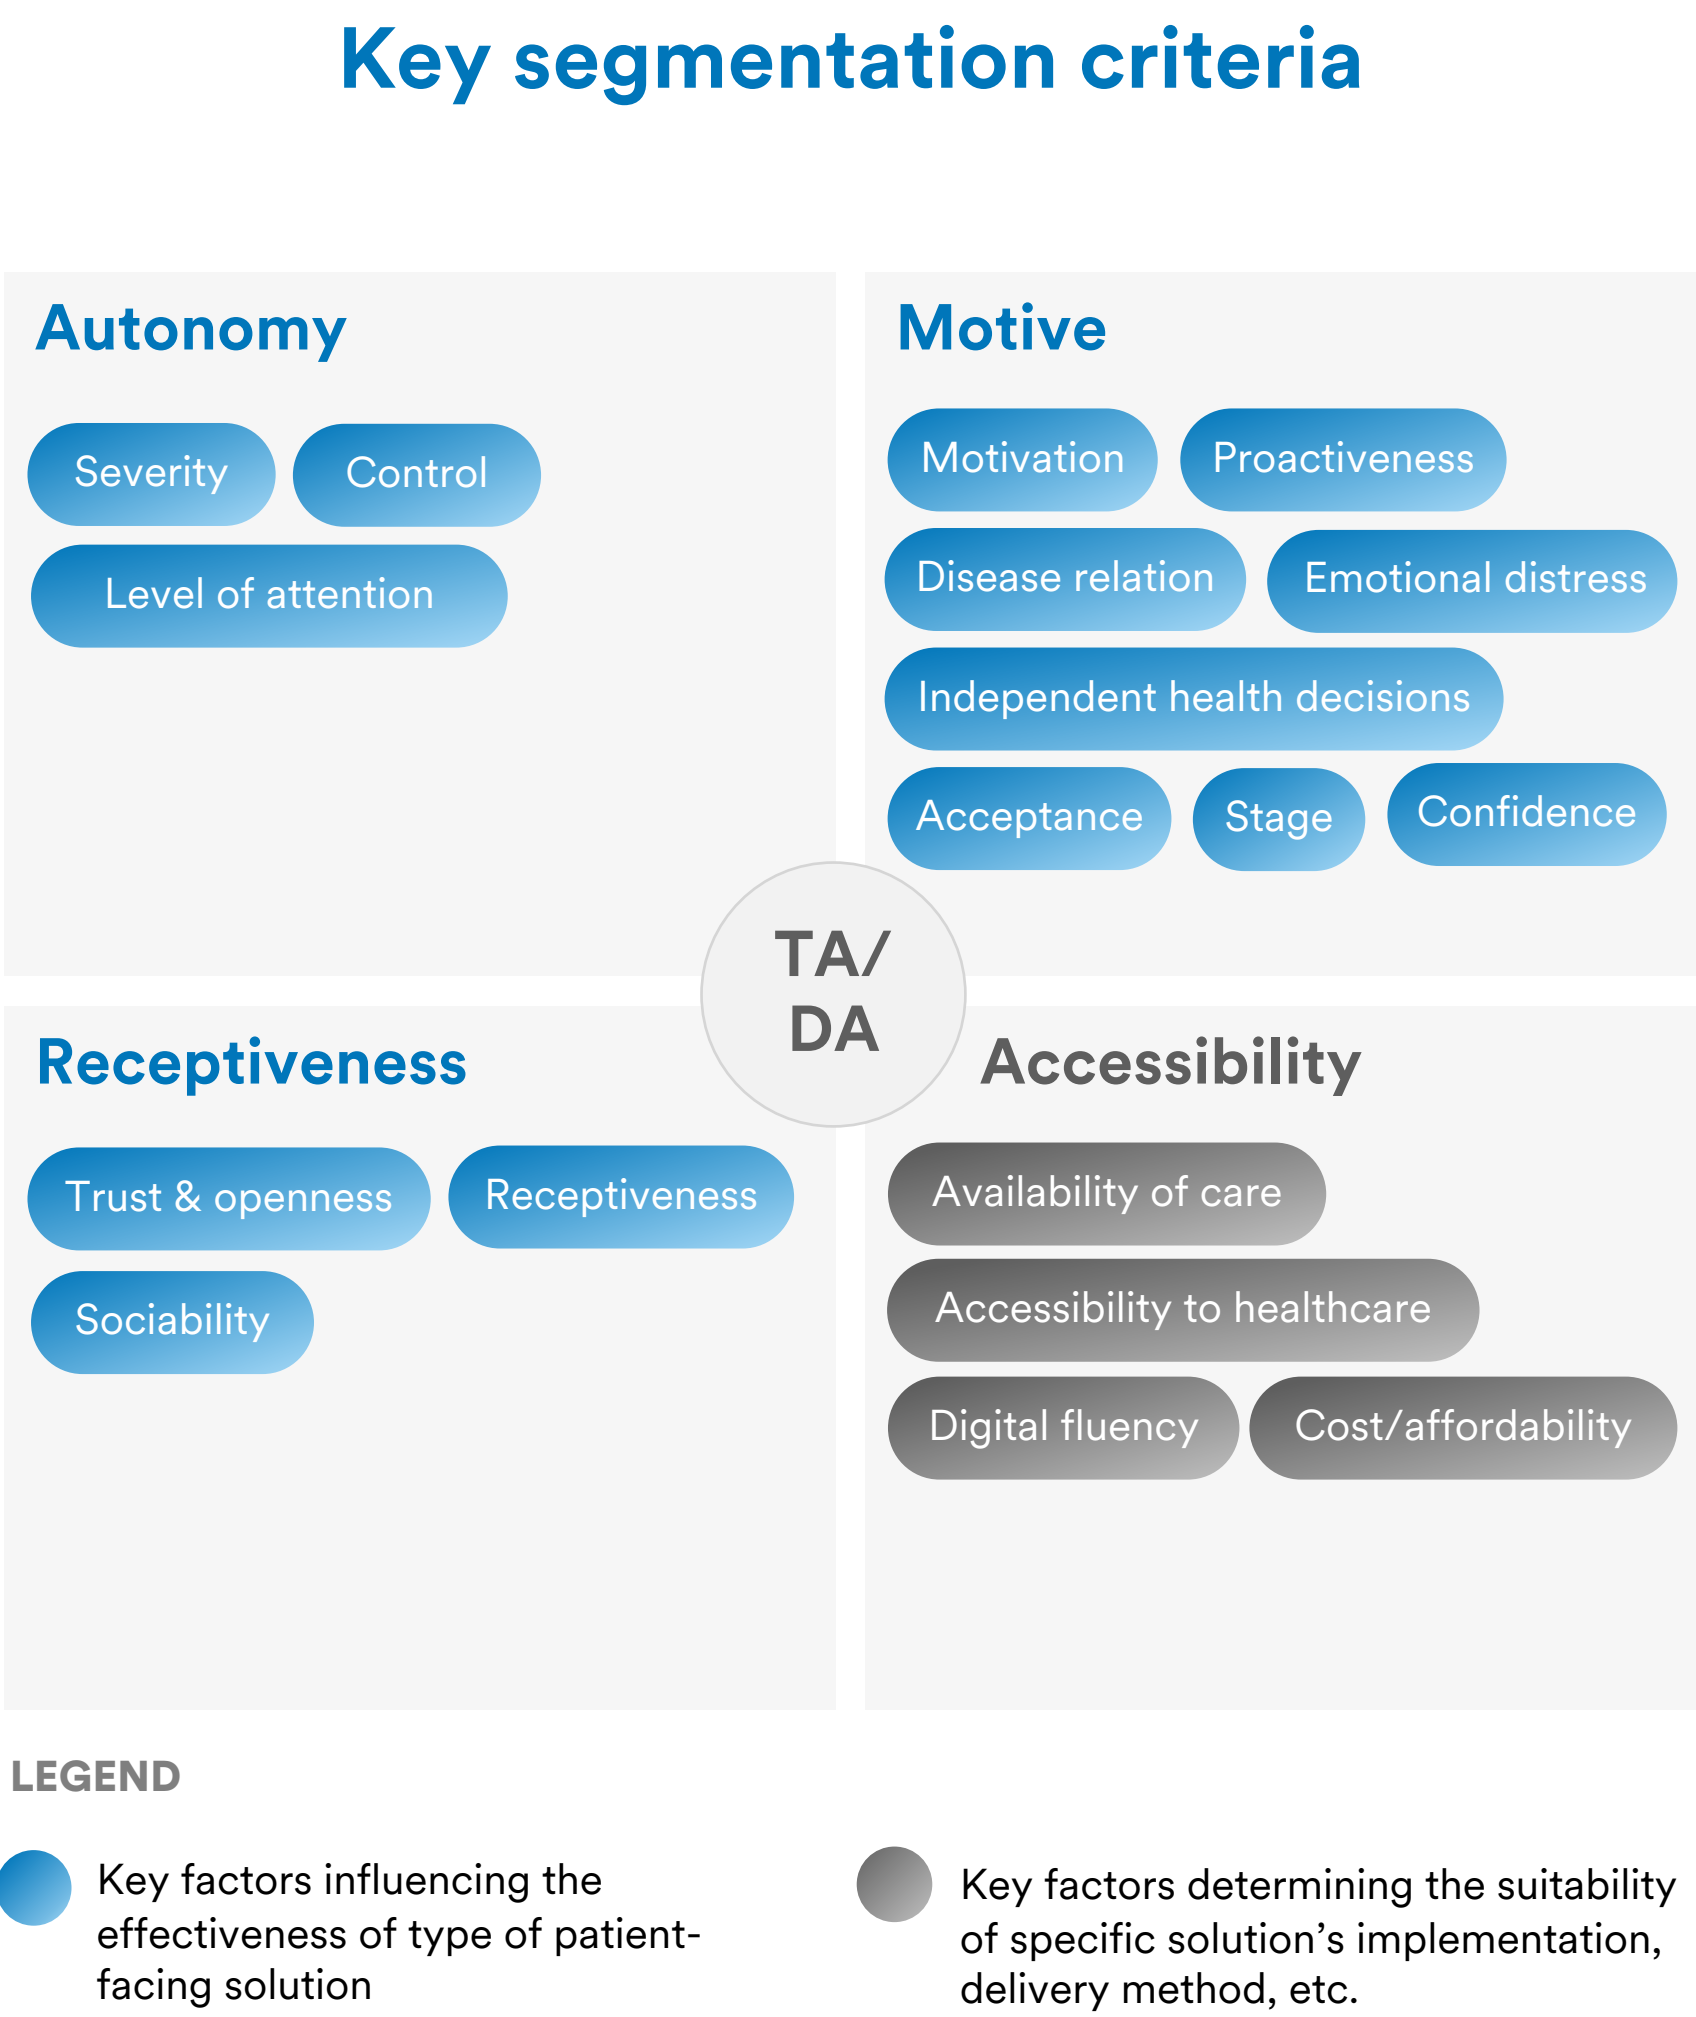 Key segmentation criteria
Autonomy
Severity
Control
Level of attention
Motive
Motivation
Proactiveness
Disease relation
Emotional distress
Independent health decisions
Acceptance
Stage
Confidence
TA/
DA
Receptiveness
Trust & openness
Receptiveness
Sociability
Accessibility
Availability of care
Accessibility to healthcare
Digital fluency
Cost/affordability
LEGEND
Key factors influencing the
effectiveness of type of patient-
facing solution
Key factors determining the suitability
of specific solution’s implementation,
delivery method, etc.